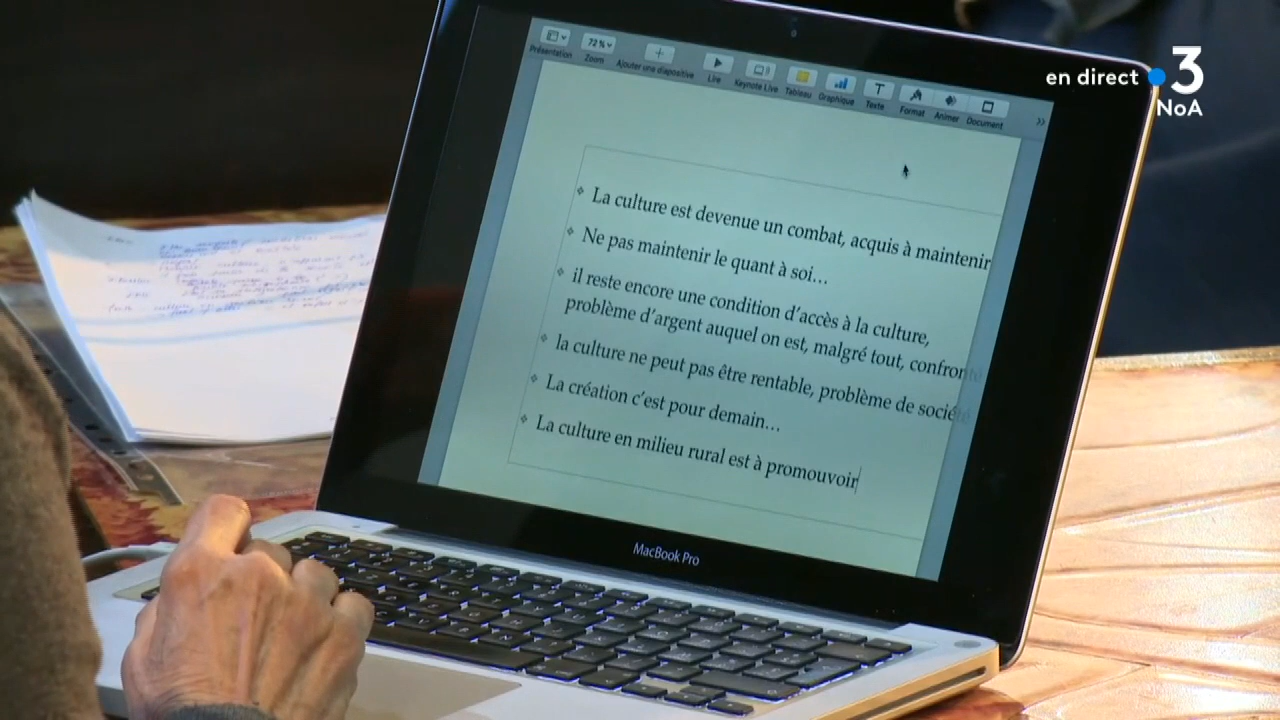 en direct 3
NoA
72 %
Présentation Zoom Ajouter une diapositive Lire Keynote Live Tableau Graphique Texte Format Animer Document
La culture est devenue un combat, acquis à maintenir
Ne pas maintenir le quant à soi…
il reste encore une condition d'accès à la culture,
problème d'argent auquel on est, malgré tout, confronté
la culture ne peut pas être rentable, problème de société
La création c'est pour demain…
La culture en milieu rural est à promouvoir
MacBook Pro